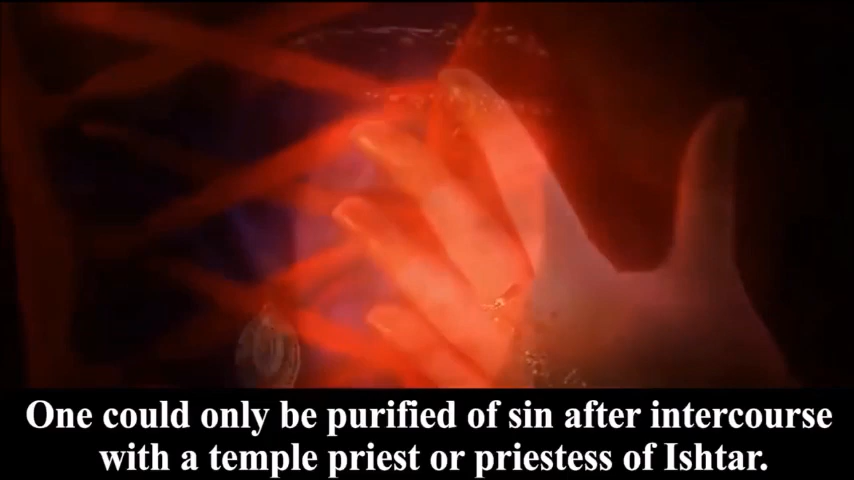 One could only be purified of sin after intercourse
with a temple priest or priestess of Ishtar.